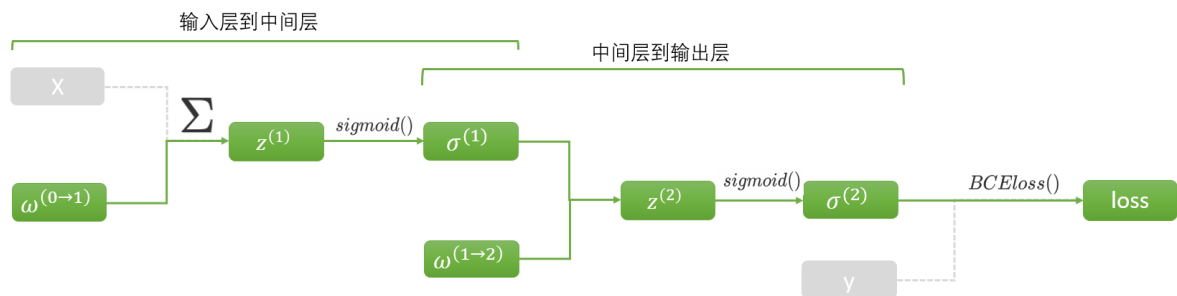 输入层到中间层
中间层到输出层
X
∑
z⁽¹⁾
sigmoid()
σ⁽¹⁾
ω⁽⁰→¹⁾
z⁽²⁾
sigmoid()
σ⁽²⁾
BCEloss()
loss
ω⁽¹→²⁾
y